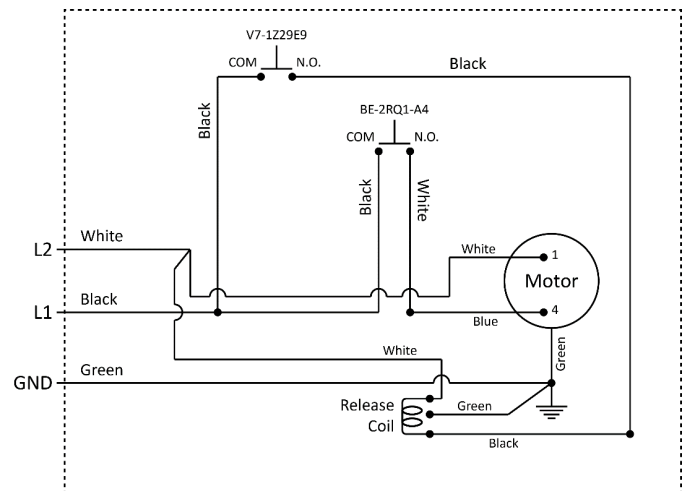 V7-1Z29E9
COM N.O.
Black
Black
BE-2RQ1-A4
COM N.O.
Black
White
L2 White
White 1
Motor
L1 Black
Blue 4
Green
White
GND Green
Release
Coil
Green
Black